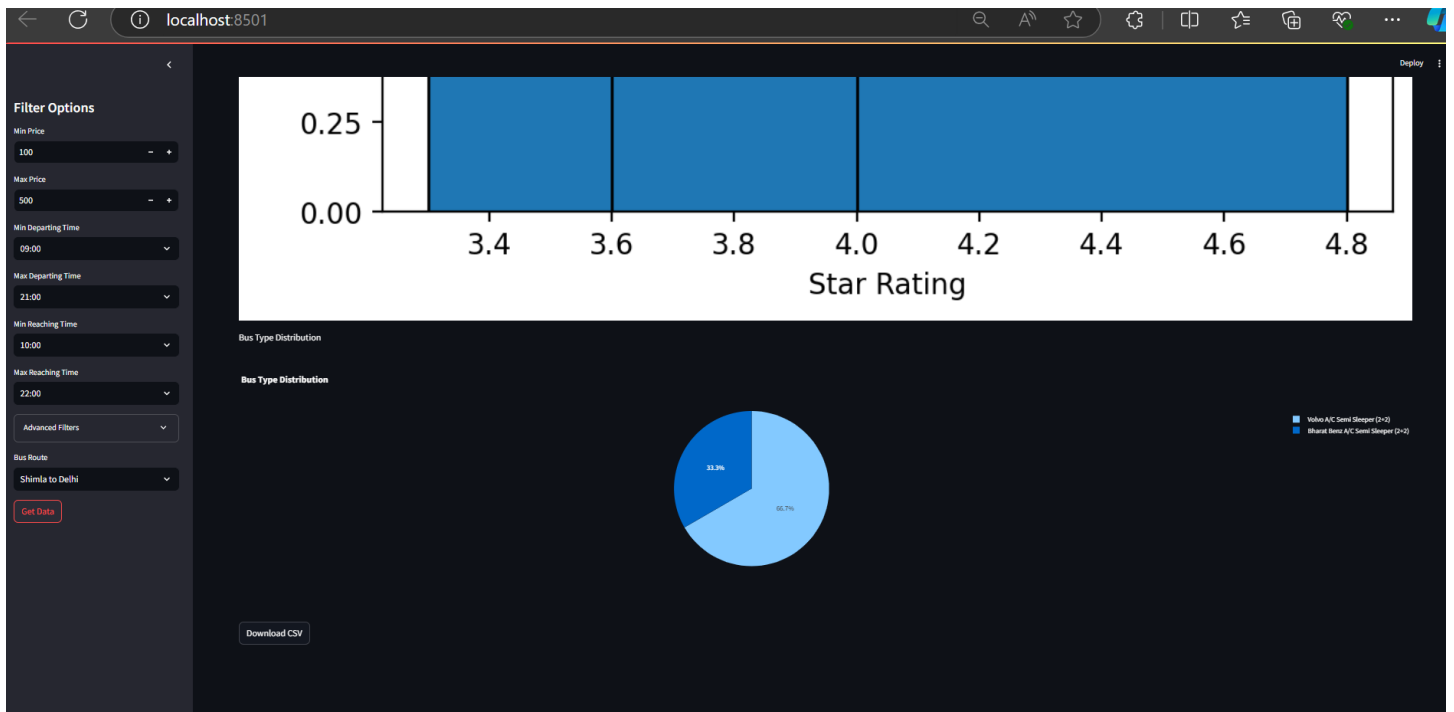 localhost:8501
Deploy
Filter Options
Min Price
100
Max Price
500
Min Departing Time
09:00
Max Departing Time
21:00
Min Reaching Time
10:00
Max Reaching Time
22:00
Advanced Filters
Bus Route
Shimla to Delhi
Get Data
0.25
0.00
3.4 3.6 3.8 4.0 4.2 4.4 4.6 4.8
Star Rating
Bus Type Distribution
Bus Type Distribution
Volvo A/C Semi Sleeper (2+2)
Bharat Benz A/C Semi Sleeper (2+2)
33.3%
66.7%
Download CSV